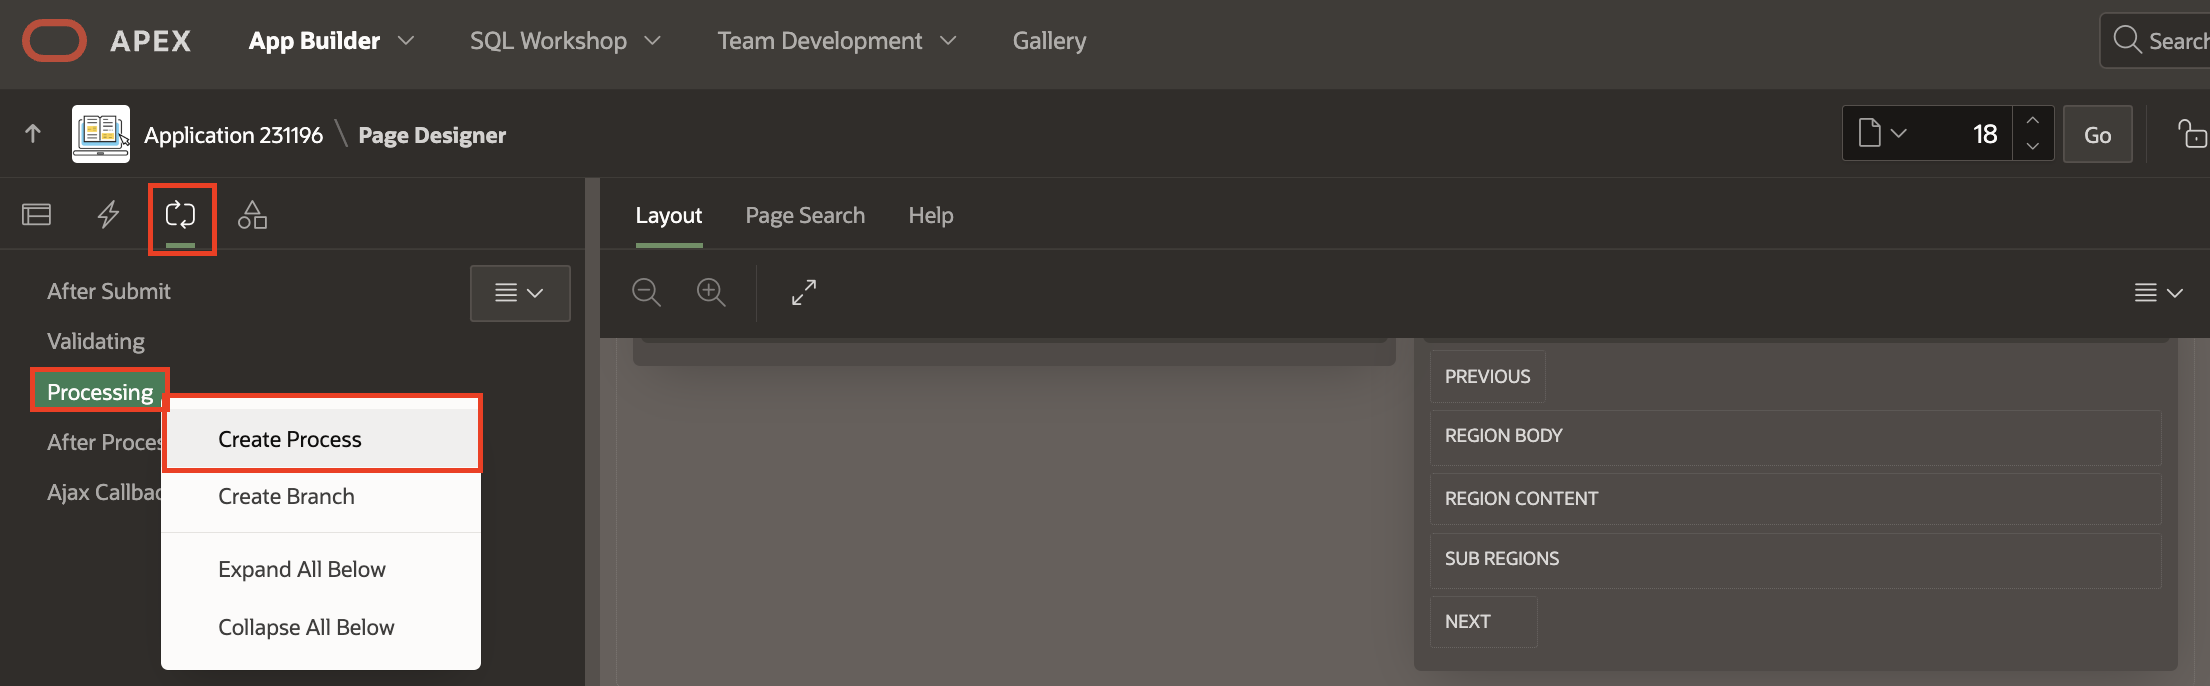 APEX App Builder SQL Workshop Team Development Gallery Search
Application 231196 \ Page Designer 18 Go
Layout Page Search Help
After Submit
Validating
Processing
After Proces
Ajax Callbac
Create Process
Create Branch
Expand All Below
Collapse All Below
PREVIOUS
REGION BODY
REGION CONTENT
SUB REGIONS
NEXT